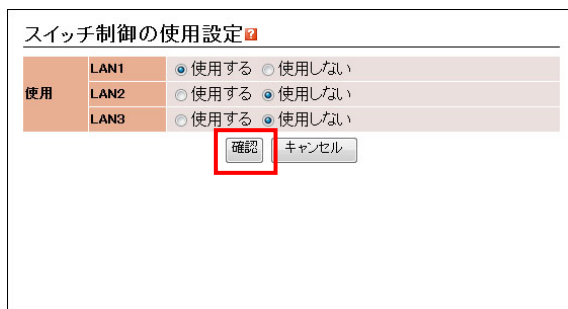 スイッチ制御の使用設定?
使用 LAN1 使用する 使用しない
LAN2 使用する 使用しない
LAN3 使用する 使用しない
確認 キャンセル